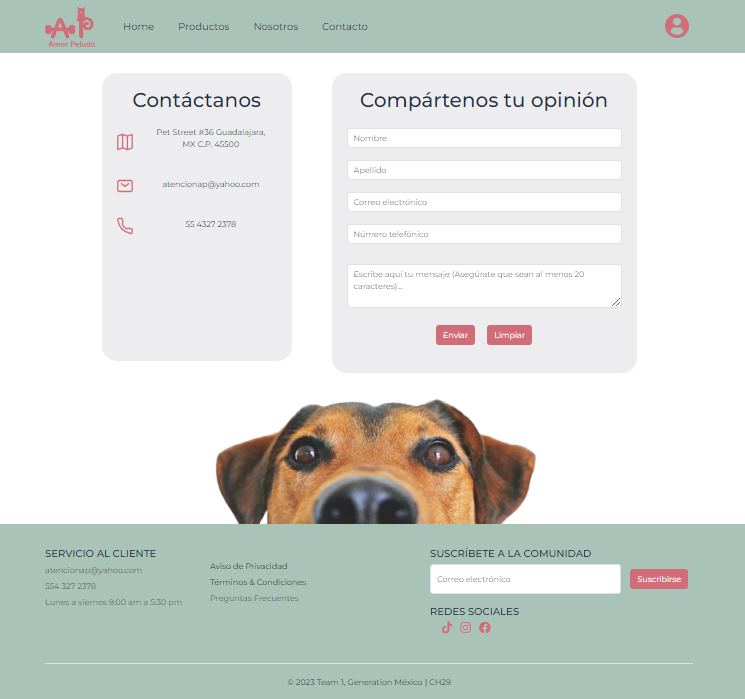 AP
Amor Peludo
Home
Productos
Nosotros
Contacto
Contáctanos
Pet Street #36 Guadalajara,
MX C.P. 45500
atencionap@yahoo.com
55 4327 2378
Compártenos tu opinión
Nombre
Apellido
Correo electrónico
Número telefónico
Escribe aquí tu mensaje (Asegúrate que sean al menos 20
caracteres)...
Enviar
Limpiar
SERVICIO AL CLIENTE
atencionap@yahoo.com
554 327 2378
Lunes a viernes 9:00 am a 5:30 pm
Aviso de Privacidad
Términos & Condiciones
Preguntas Frecuentes
SUSCRÍBETE A LA COMUNIDAD
Correo electrónico
Suscribirse
REDES SOCIALES
© 2023 Team 1, Generation México | CH29